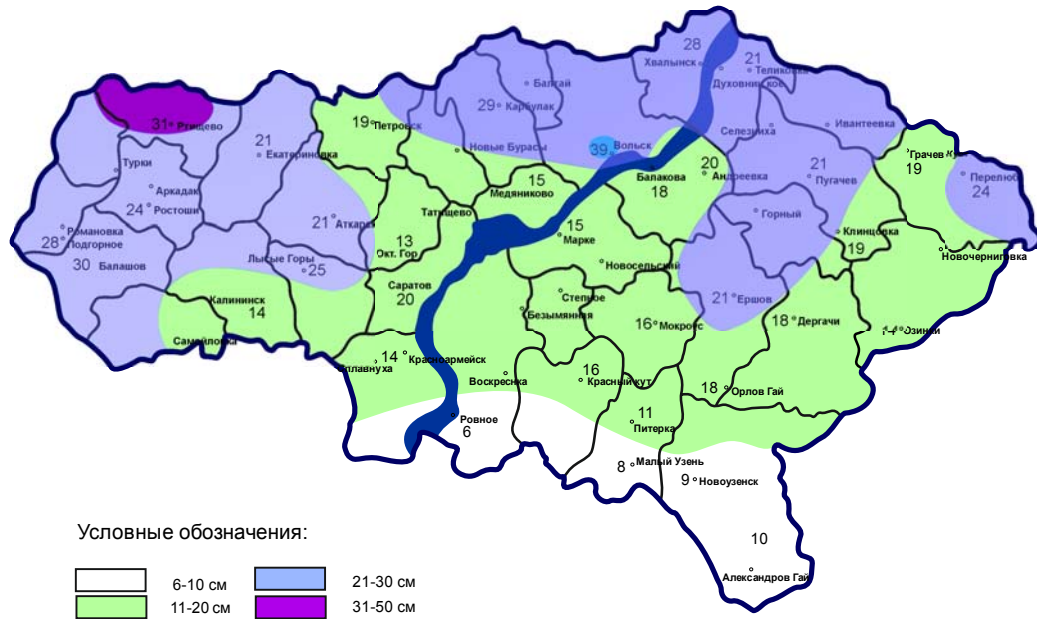 28
Хвалынск
21
Теликовка
Духовницкое
Балтай
29 Карбулак
31 Ртищево
19 Петровск
Селезниха
Ивантеевка
21
Екатериновка
Новые Бурасы
39 Вольск
Грачев
19
Турки
Балакова
18
20
Андреевка
21
Пугачев
Перелюб
24
Аркадак
24 Ростоши
15
Медяниково
Татищево
21 Аткарск
Горный
Романовка
28 Подгорное
15
Марке
Клинцовка
19
13
Окт. Гор
Новочерниговка
30 Балашов
Лысые Горы
25
Новосельский
Саратов
20
Калининск
14
Степное
21 Ершов
Безымянная
16 Мокроус
18 Дергачи
Самойловка
14 Красноармейск
Сплавнуха
Воскресенка
16
Красный кут
18 Орлов Гай
11
Питерка
Ровное
6
8 Малый Узень
9 Новоузенск
10
Александров Гай
Условные обозначения:
6-10 см
21-30 см
11-20 см
31-50 см